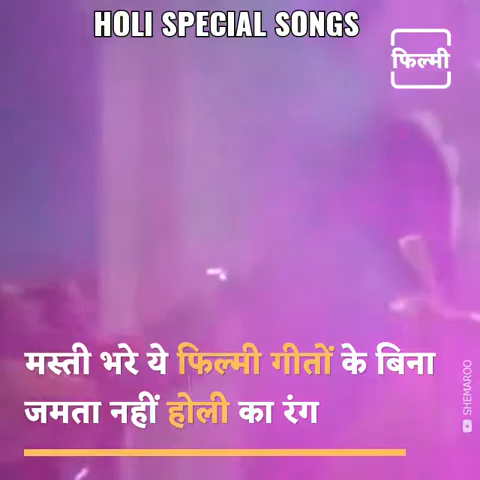 HOLI SPECIAL SONGS
फिल्मी
मस्ती भरे ये फिल्मी गीतों के बिना
जमता नहीं होली का रंग
SHEMAROO